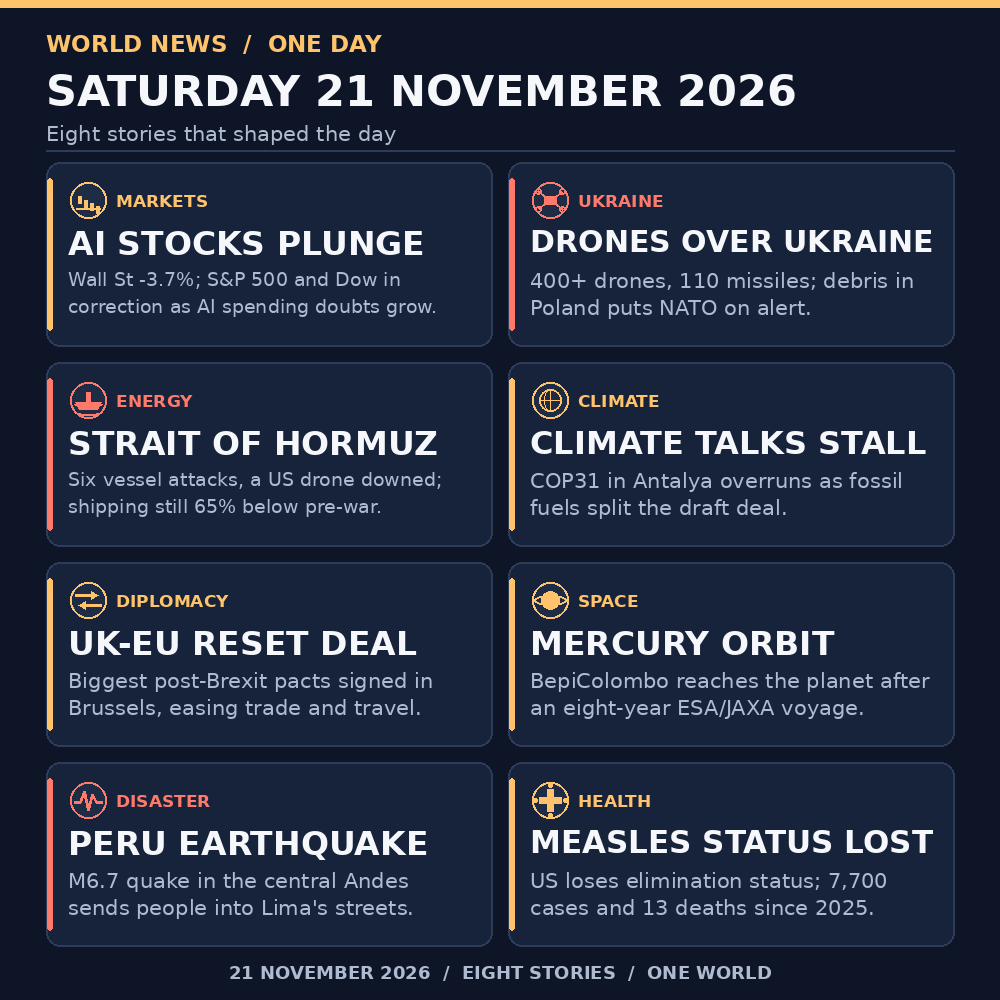 WORLD NEWS / ONE DAY
SATURDAY 21 NOVEMBER 2026
Eight stories that shaped the day
MARKETS
AI STOCKS PLUNGE
Wall St -3.7%; S&P 500 and Dow in
correction as AI spending doubts grow.
UKRAINE
DRONES OVER UKRAINE
400+ drones, 110 missiles; debris in
Poland puts NATO on alert.
ENERGY
STRAIT OF HORMUZ
Six vessel attacks, a US drone downed;
shipping still 65% below pre-war.
CLIMATE
CLIMATE TALKS STALL
COP31 in Antalya overruns as fossil
fuels split the draft deal.
DIPLOMACY
UK-EU RESET DEAL
Biggest post-Brexit pacts signed in
Brussels, easing trade and travel.
SPACE
MERCURY ORBIT
BepiColombo reaches the planet after
an eight-year ESA/JAXA voyage.
DISASTER
PERU EARTHQUAKE
M6.7 quake in the central Andes
sends people into Lima's streets.
HEALTH
MEASLES STATUS LOST
US loses elimination status; 7,700
cases and 13 deaths since 2025.
21 NOVEMBER 2026 / EIGHT STORIES / ONE WORLD